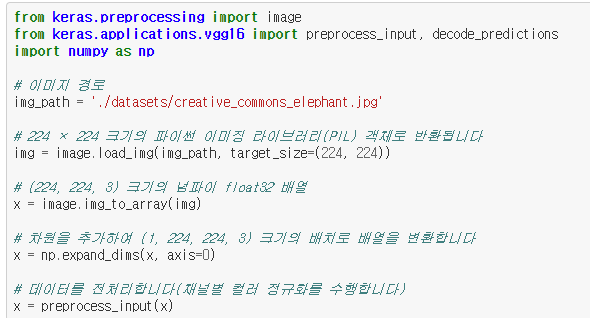 from keras.preprocessing import image
from keras.applications.vgg16 import preprocess_input, decode_predictions
import numpy as np
# 이미지 경로
img_path = './datasets/creative_commons_elephant.jpg'
# 224 × 224 크기의 파이썬 이미징 라이브러리(PIL) 객체로 반환됩니다
img = image.load_img(img_path, target_size=(224, 224))
# (224, 224, 3) 크기의 넘파이 float32 배열
x = image.img_to_array(img)
# 차원을 추가하여 (1, 224, 224, 3) 크기의 배치로 배열을 변환합니다
x = np.expand_dims(x, axis=0)
# 데이터를 전처리합니다(채널별 컬러 정규화를 수행합니다)
x = preprocess_input(x)